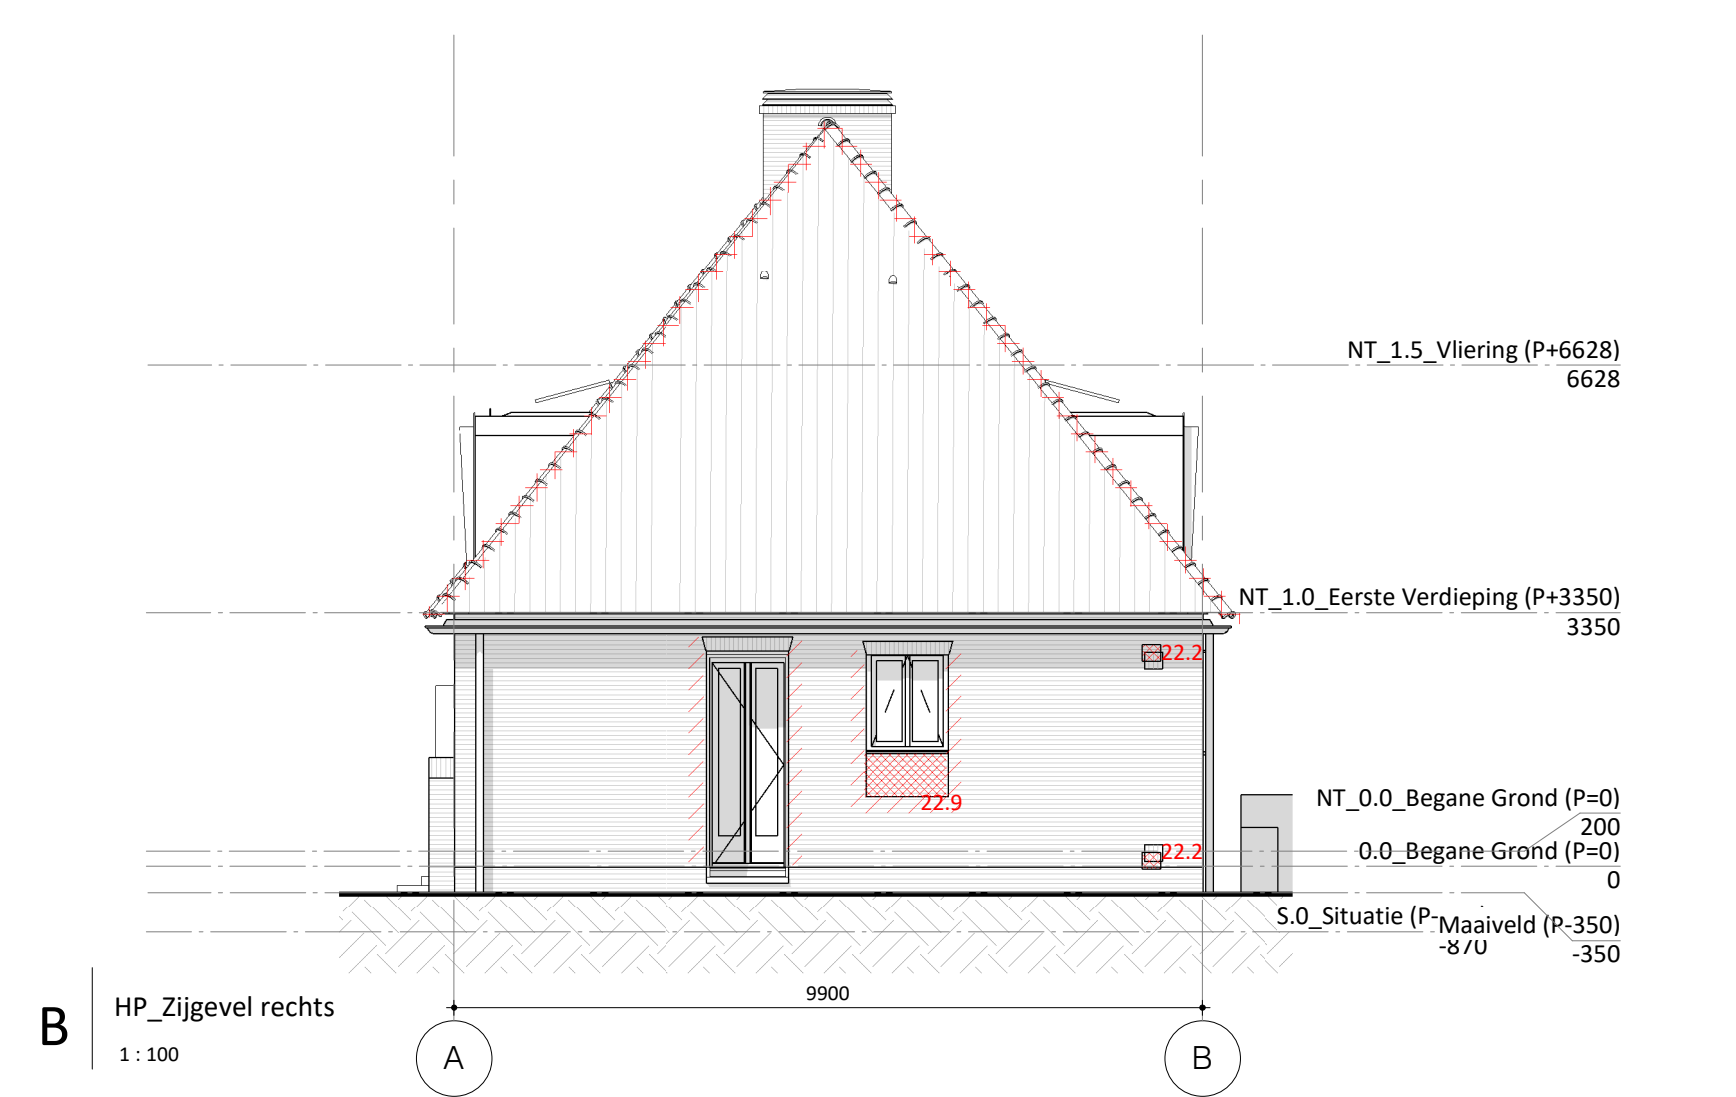 NT_1.5_Vliering (P+6628)
6628
NT_1.0_Eerste Verdieping (P+3350)
3350
22.2
22.9
NT_0.0_Begane Grond (P=0)
200
22.2
0.0_Begane Grond (P=0)
0
S.0_Situatie (P-
Maaiveld (P-350)
-870
-350
9900
B
HP_Zijgevel rechts
1 : 100
A
B